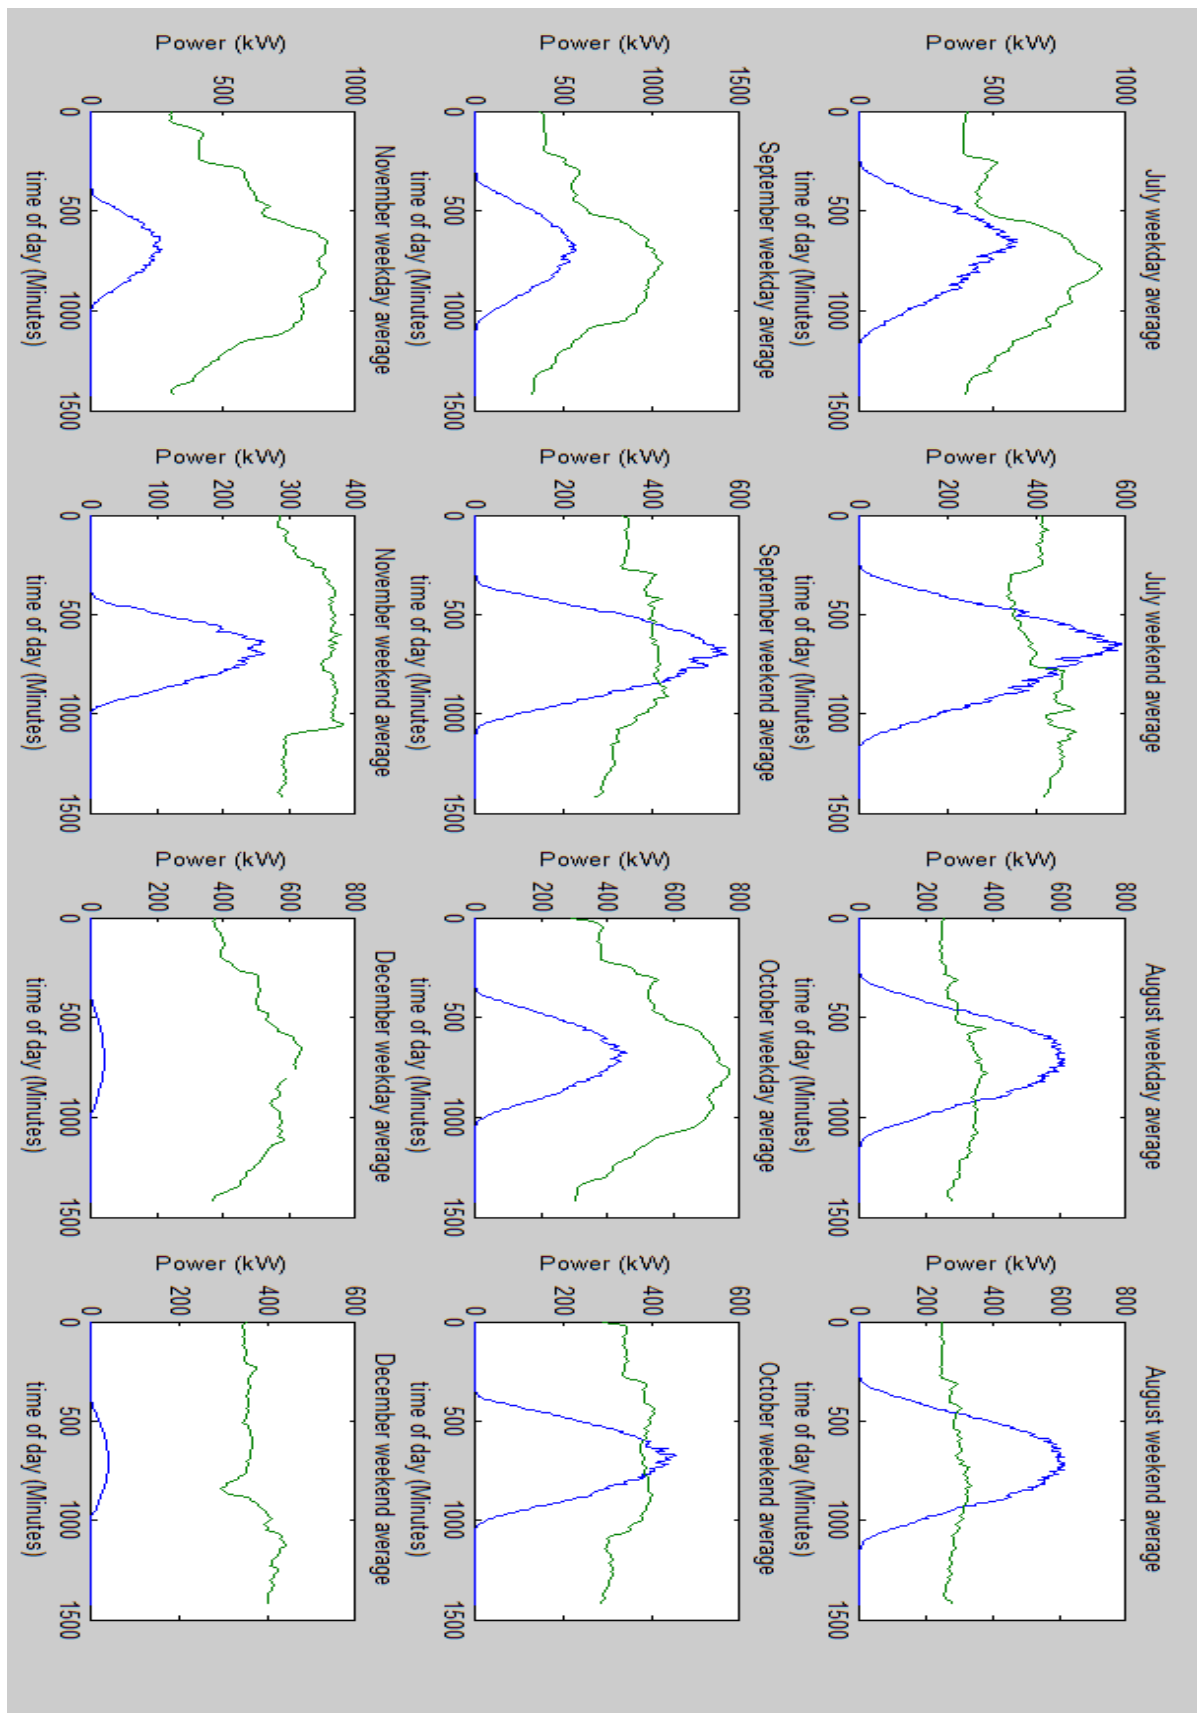 July weekday average
Power (kW)
1000
500
0
0
500
1000
1500
time of day (Minutes)
July weekend average
Power (kW)
600
400
200
0
0
500
1000
1500
time of day (Minutes)
August weekday average
Power (kW)
800
600
400
200
0
0
500
1000
1500
time of day (Minutes)
August weekend average
Power (kW)
800
600
400
200
0
0
500
1000
1500
time of day (Minutes)
September weekday average
Power (kW)
1500
1000
500
0
0
500
1000
1500
time of day (Minutes)
September weekend average
Power (kW)
600
400
200
0
0
500
1000
1500
time of day (Minutes)
October weekday average
Power (kW)
800
600
400
200
0
0
500
1000
1500
time of day (Minutes)
October weekend average
Power (kW)
600
400
200
0
0
500
1000
1500
time of day (Minutes)
November weekday average
Power (kW)
1000
500
0
0
500
1000
1500
time of day (Minutes)
November weekend average
Power (kW)
400
300
200
100
0
0
500
1000
1500
time of day (Minutes)
December weekday average
Power (kW)
800
600
400
200
0
0
500
1000
1500
time of day (Minutes)
December weekend average
Power (kW)
600
400
200
0
0
500
1000
1500
time of day (Minutes)